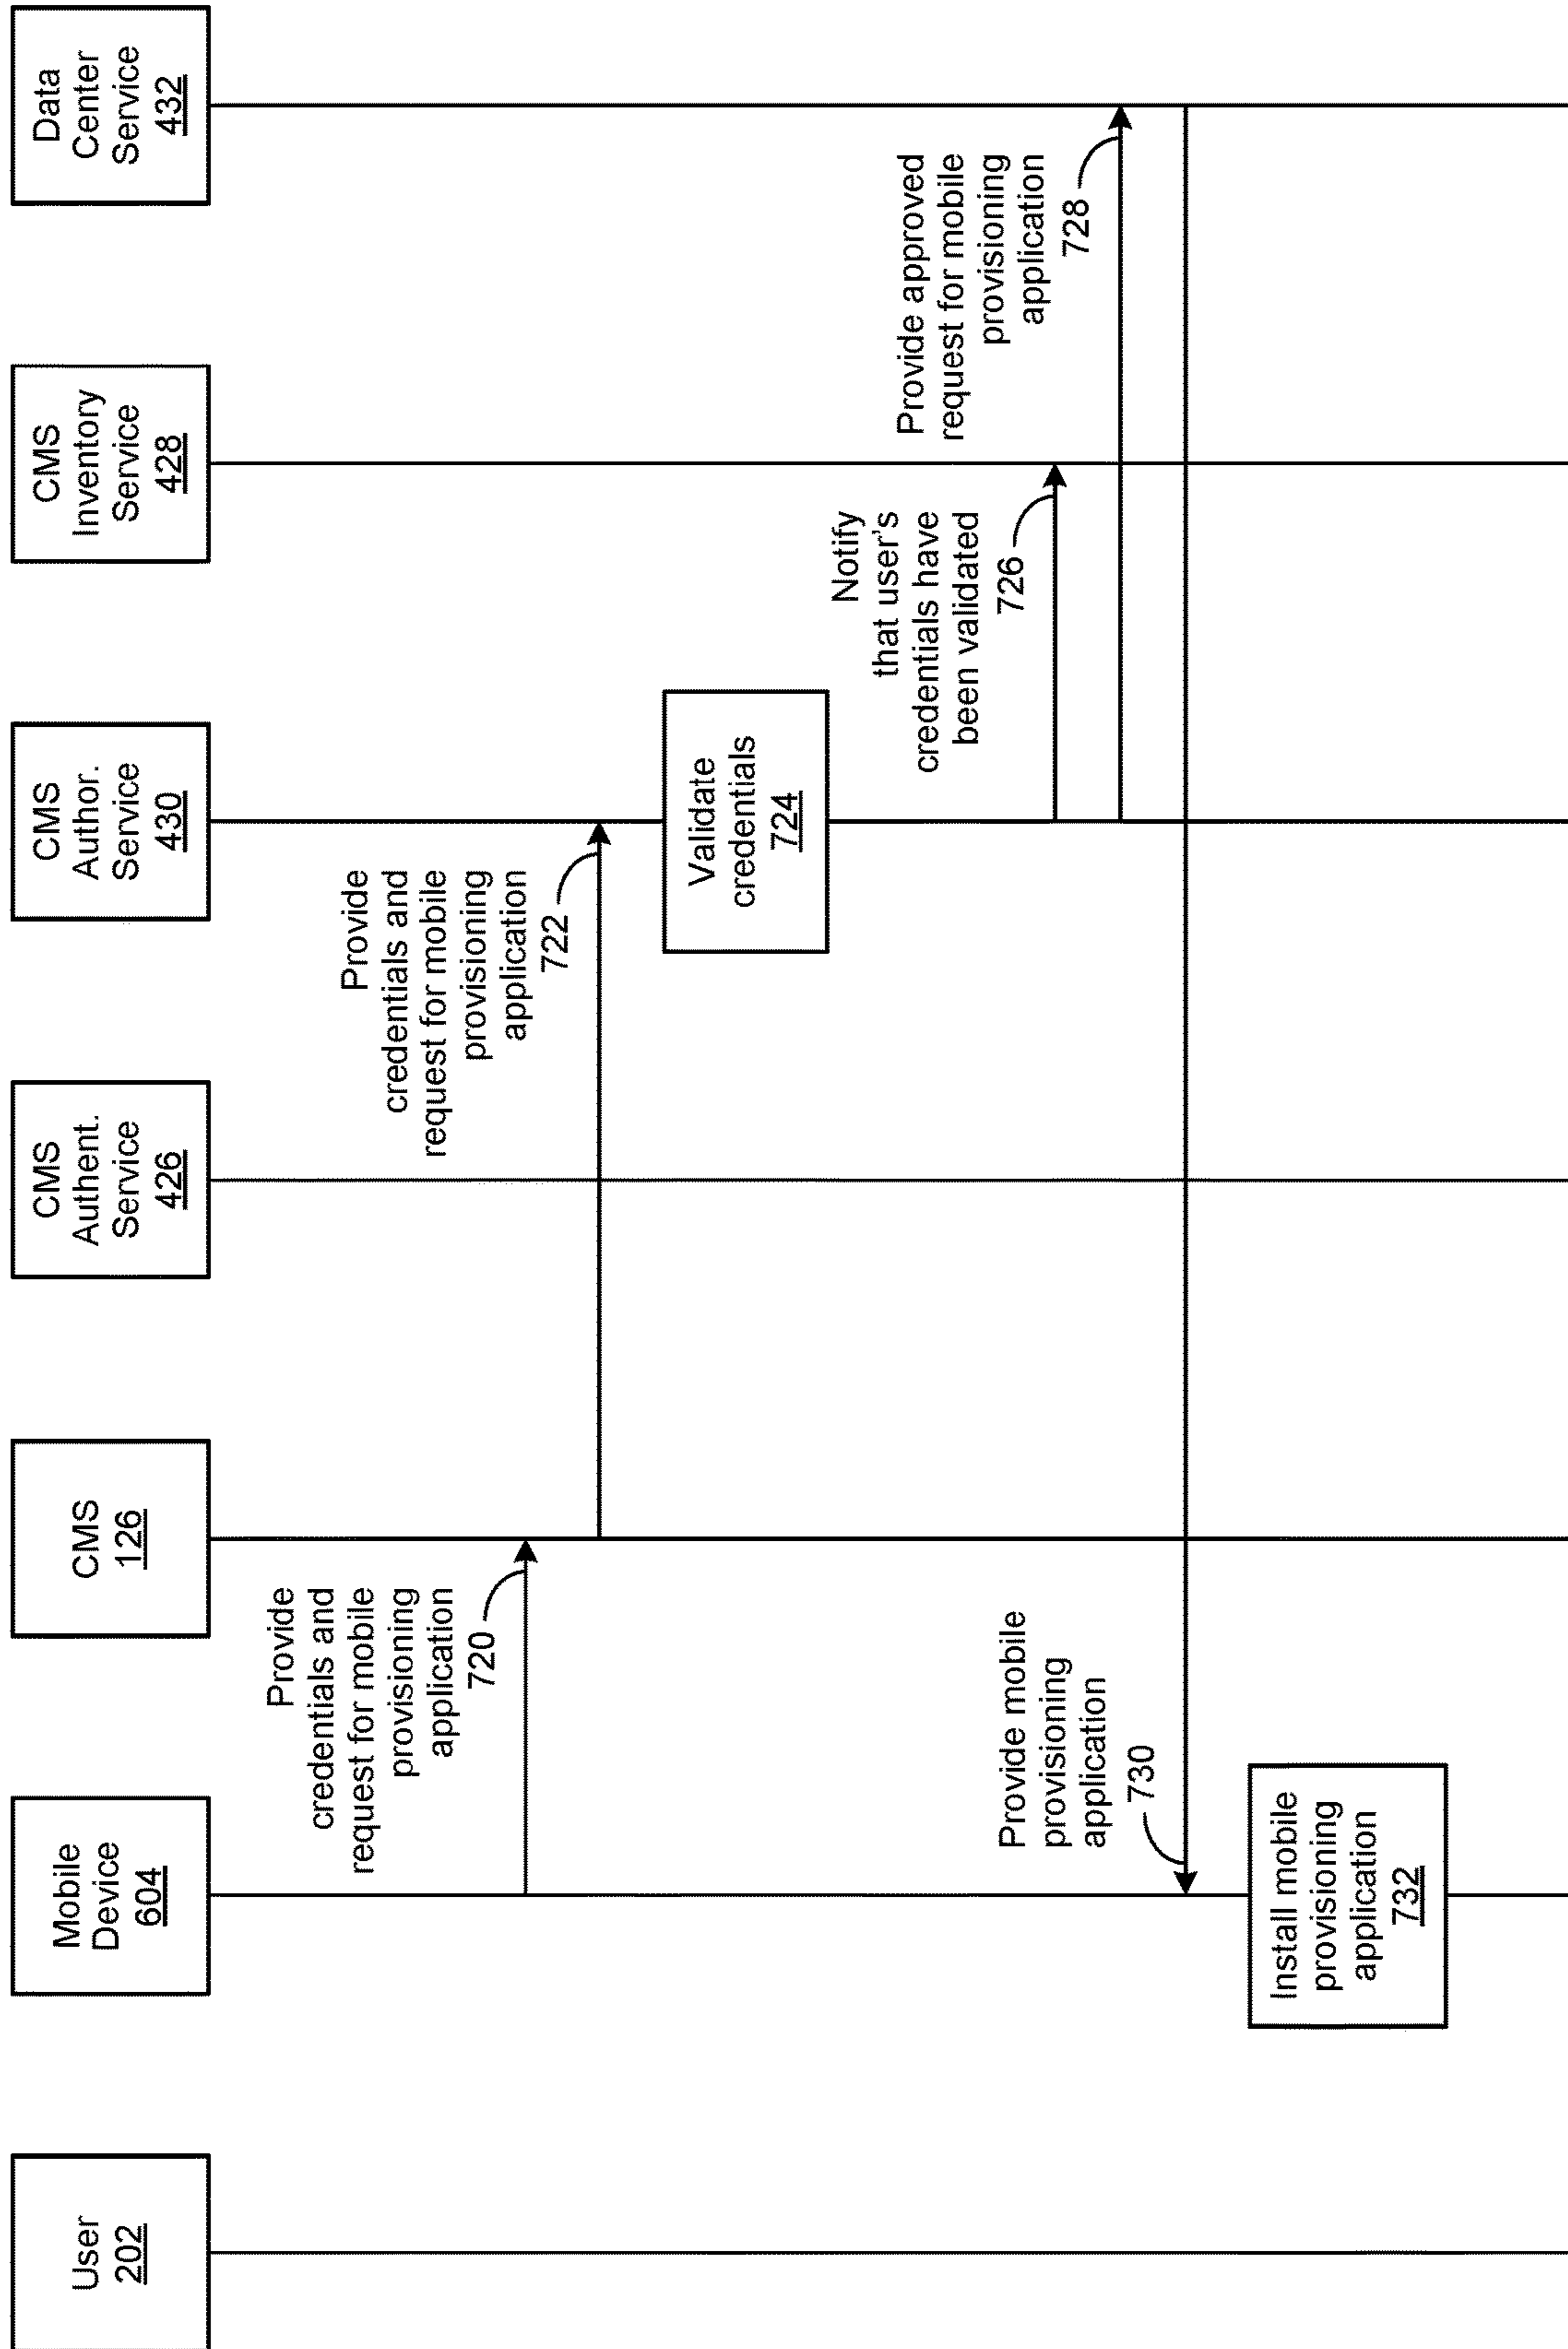 User
202
Mobile
Device
604
CMS
126
CMS
Authent.
Service
426
CMS
Author.
Service
430
CMS
Inventory
Service
428
Data
Center
Service
432
Provide
credentials and
request for mobile
provisioning
application
720
Provide
credentials and
request for mobile
provisioning
application
722
Validate
credentials
724
Notify
that user's
credentials have
been validated
726
Provide approved
request for mobile
provisioning
application
728
Provide mobile
provisioning
application
730
Install mobile
provisioning
application
732